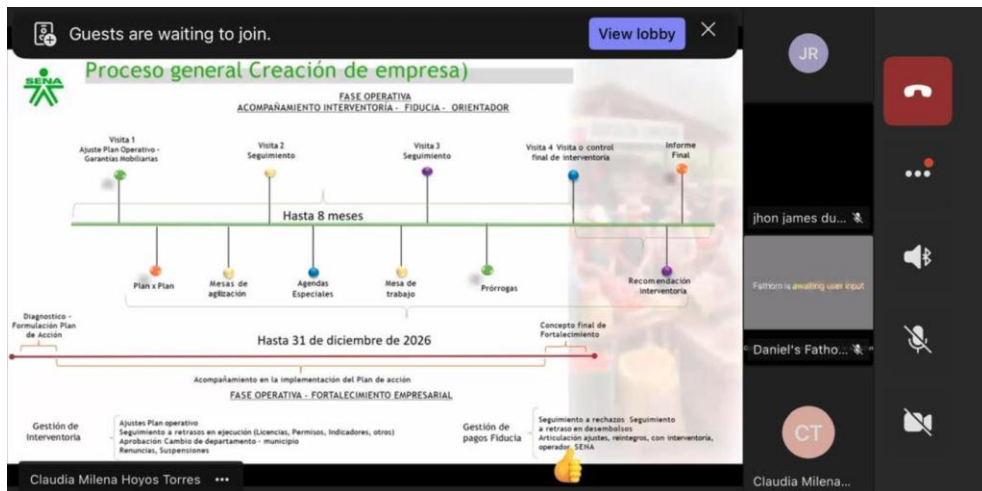 Guests are waiting to join.
View lobby
SENA
Proceso general Creación de empresa)
FASE OPERATIVA
ACOMPAÑAMIENTO INTERVENTORÍA - FIDUCIA - ORIENTADOR
Visita 1
Ajuste Plan Operativo -
Garantías Mobiliarias
Visita 2
Seguimiento
Visita 3
Seguimiento
Visita 4 Visita o control
final de interventoría
Informe
Final
Hasta 8 meses
Plan x Plan
Mesas de
agilización
Agendas
Especiales
Mesa de
trabajo
Prórrogas
Recomendación
interventoría
Diagnostico -
Formulación Plan
de Acción
Hasta 31 de diciembre de 2026
Concepto final de
Fortalecimiento
Acompañamiento en la implementación del Plan de acción
FASE OPERATIVA - FORTALECIMIENTO EMPRESARIAL
Gestión de
Interventoría
Ajustes Plan operativo
Seguimiento a retrasos en ejecución (Licencias, Permisos, Indicadores, otros)
Aprobación Cambio de departamento - municipio
Renuncias, Suspensiones
Gestión de
pagos Fiducia
Seguimiento a rechazos Seguimiento
a retraso en desembolsos
Articulación ajustes, reintegros, con interventoría,
operador, SENA
Claudia Milena Hoyos Torres
JR
jhon james du...
Fathom is awaiting user input
Daniel's Fatho...
CT
Claudia Milena...